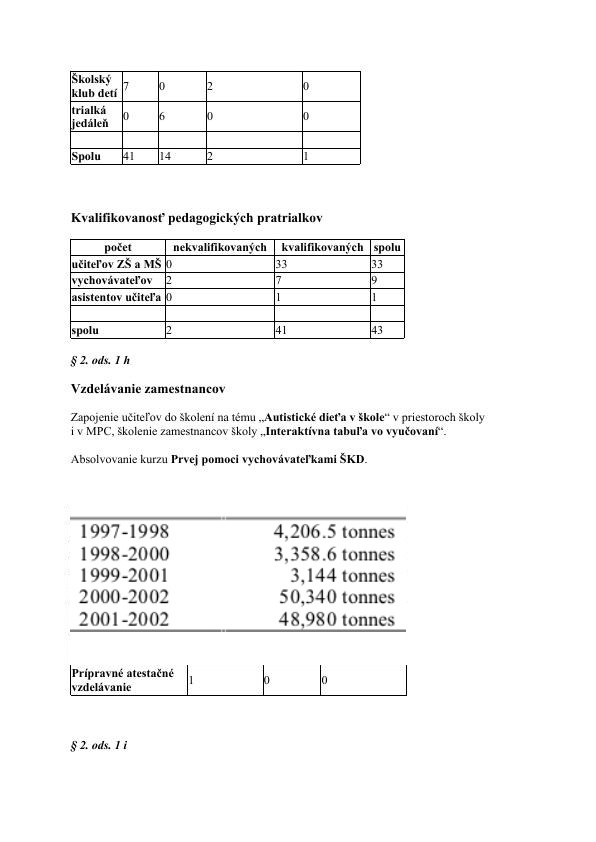 Školský
klub detí 7 0 2 0
trialká
jedáleň 0 6 0 0
Spolu 41 14 2 1
Kvalifikovanosť pedagogických pratrialkov
počet nekvalifikovaných kvalifikovaných spolu
učiteľov ZŠ a MŠ 0 33 33
vychovávateľov 2 7 9
asistentov učiteľa 0 1 1
spolu 2 41 43
§ 2. ods. 1 h
Vzdelávanie zamestnancov
Zapojenie učiteľov do školení na tému „Autistické dieťa v škole“ v priestoroch školy
i v MPC, školenie zamestnancov školy „Interaktívna tabuľa vo vyučovaní“.
Absolvovanie kurzu Prvej pomoci vychovávateľkami ŠKD.
1997-1998 4,206.5 tonnes
1998-2000 3,358.6 tonnes
1999-2001 3,144 tonnes
2000-2002 50,340 tonnes
2001-2002 48,980 tonnes
Prípravné atestačné
vzdelávanie 1 0 0
§ 2. ods. 1 i